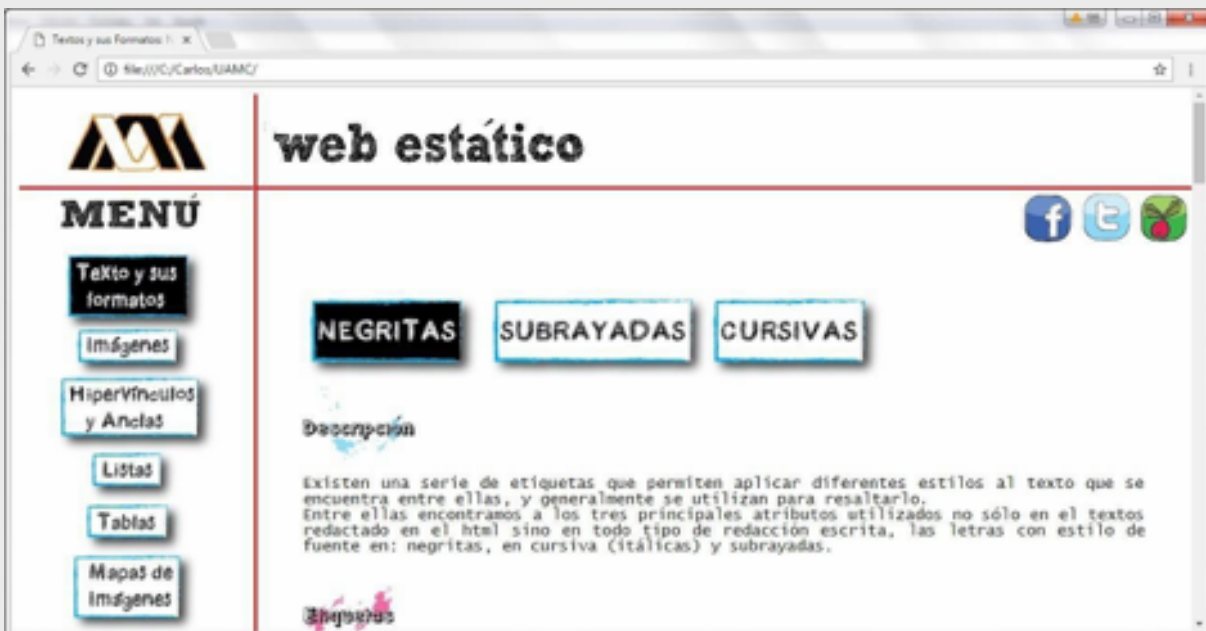 Textos y sus Formatos:
file:///C:/Carlos/UAMC/
web estático
MENÚ
Texto y sus
formatos
Imágenes
Hipervínculos
y Anclas
Listas
Tablas
Mapas de
Imágenes
NEGRITAS SUBRAYADAS CURSIVAS
Descripción
Existen una serie de etiquetas que permiten aplicar diferentes estilos al texto que se
encuentra entre ellas, y generalmente se utilizan para resaltarlo.
Entre ellas encontramos a los tres principales atributos utilizados no sólo en el textos
redactado en el html sino en todo tipo de redacción escrita, las letras con estilo de
fuente en: negritas, en cursiva (itálicas) y subrayadas.
Etiquetas